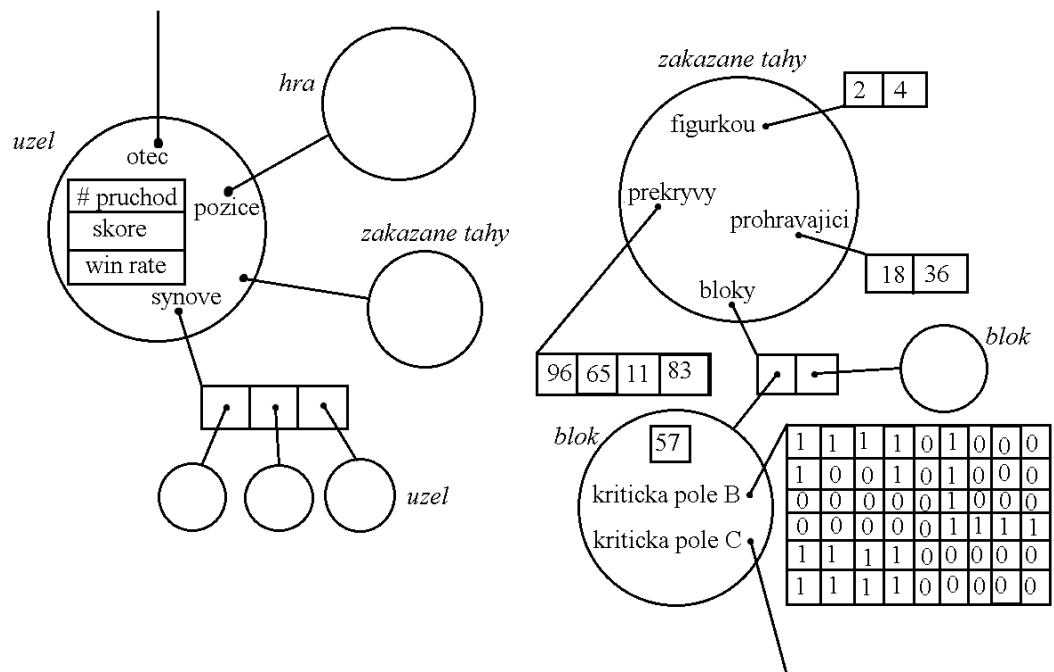 hra
uzel
otec
# pruchod
skore
win rate
pozice
zakazane tahy
synove
uzel
zakazane tahy
2 4
figurkou
prekryvy
prohravajici
18 36
bloky
blok
96 65 11 83
blok
57
kriticka pole B
kriticka pole C
1 1 1 1 0 1 0 0 0
1 0 0 1 0 1 0 0 0
0 0 0 0 0 1 0 0 0
0 0 0 0 0 1 1 1 1
1 1 1 1 0 0 0 0 0
1 1 1 1 0 0 0 0 0